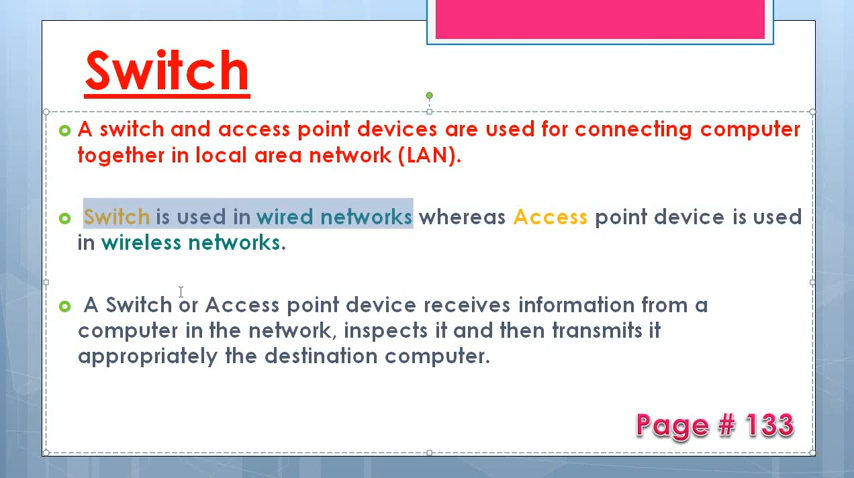 Switch
A switch and access point devices are used for connecting computer
together in local area network (LAN).
Switch is used in wired networks whereas Access point device is used
in wireless networks.
A Switch or Access point device receives information from a
computer in the network, inspects it and then transmits it
appropriately the destination computer.
Page # 133